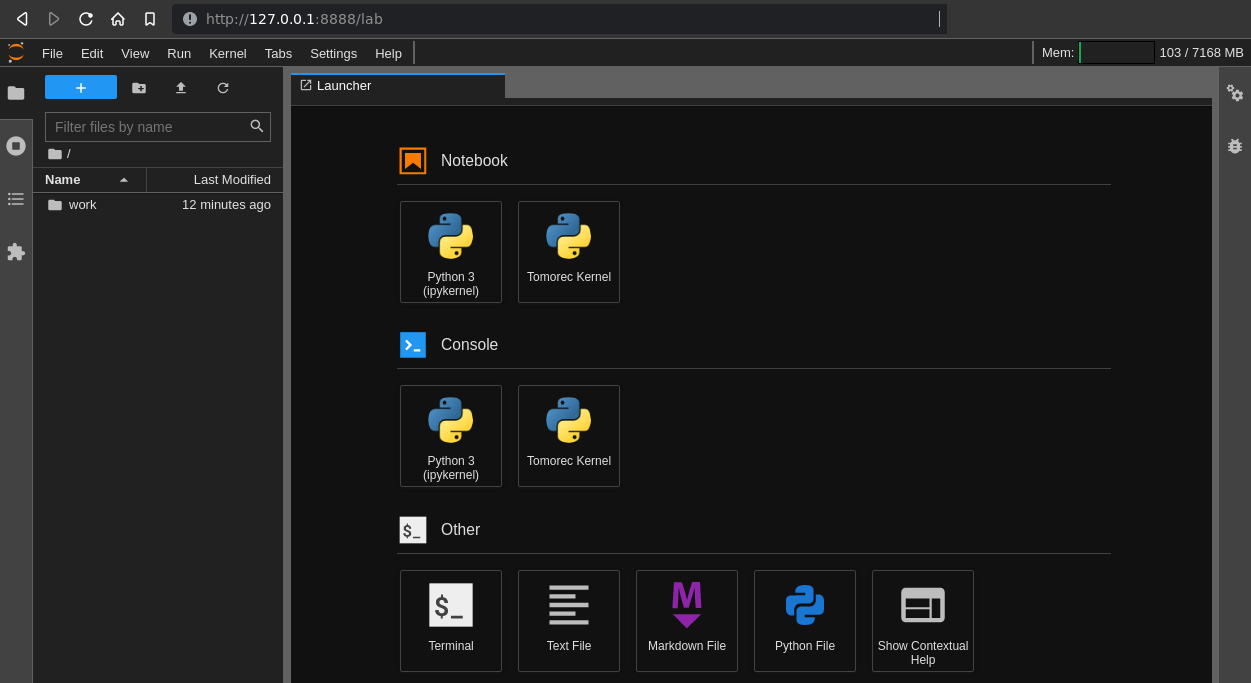 http://127.0.0.1:8888/lab
File Edit View Run Kernel Tabs Settings Help Mem: 103 / 7168 MB
Launcher
Filter files by name
/
Name Last Modified
work 12 minutes ago
Notebook
Python 3
(ipykernel)
Tomorec Kernel
Console
Python 3
(ipykernel)
Tomorec Kernel
$_ Other
$_
Terminal
Text File
M
Markdown File
Python File
Show Contextual
Help